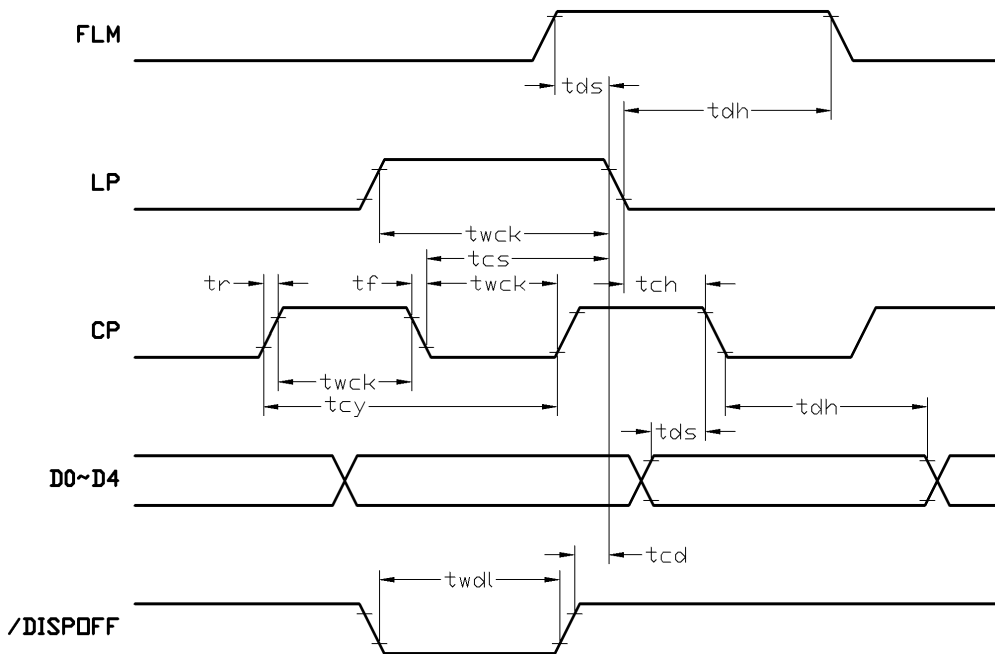 FLM
tds
tdh
LP
twck
tcs
tr
tf
twck
tch
CP
twck
tcy
tdh
tds
D0~D4
tcd
twdl
/DISPOFF